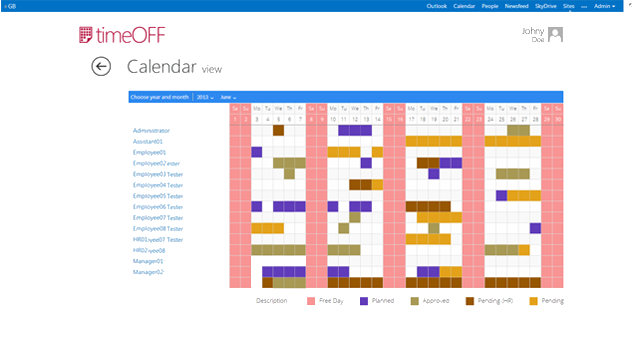 GB Outlook Calendar People Newsfeed SkyDrive Sites ... Admin
timeOFF
Johny
Doe
Calendar view
Choose year and month 2013 June
Sa Su Mo Tu We Th Fr Sa Su Mo Tu We Th Fr Sa Su Mo Tu We Th Fr Sa Su Mo Tu We Th Fr Sa Su
1 2 3 4 5 6 7 8 9 10 11 12 13 14 15 16 17 18 19 20 21 22 23 24 25 26 27 28 29 30
Administrator
Assistant01
Employee01
Employee02 Tester
Employee03 Tester
Employee04 Tester
Employee05 Tester
Employee06 Tester
Employee07 Tester
Employee08 Tester
Tester
Manager01
Manager02
Description Free Day Planned Approved Pending (HR) Pending